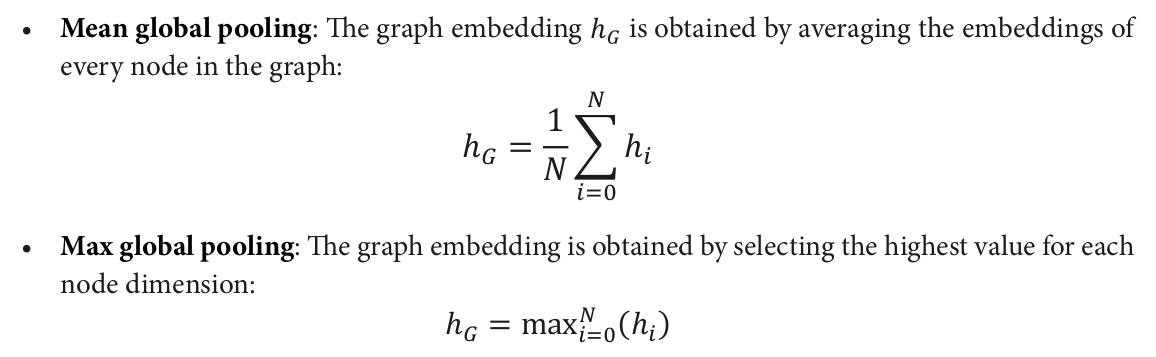 • Mean global pooling: The graph embedding h_G is obtained by averaging the embeddings of
every node in the graph:
h_G = \frac{1}{N} \sum_{i=0}^{N} h_i
• Max global pooling: The graph embedding is obtained by selecting the highest value for each
node dimension:
h_G = max_{i=0}^{N}(h_i)